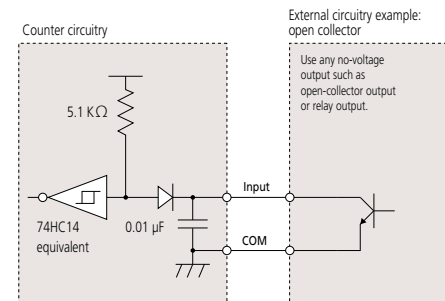 Counter circuitry
External circuitry example:
open collector
Use any no-voltage
output such as
open-collector output
or relay output.
5.1 KΩ
Input
74HC14
equivalent
0.01 µF
COM